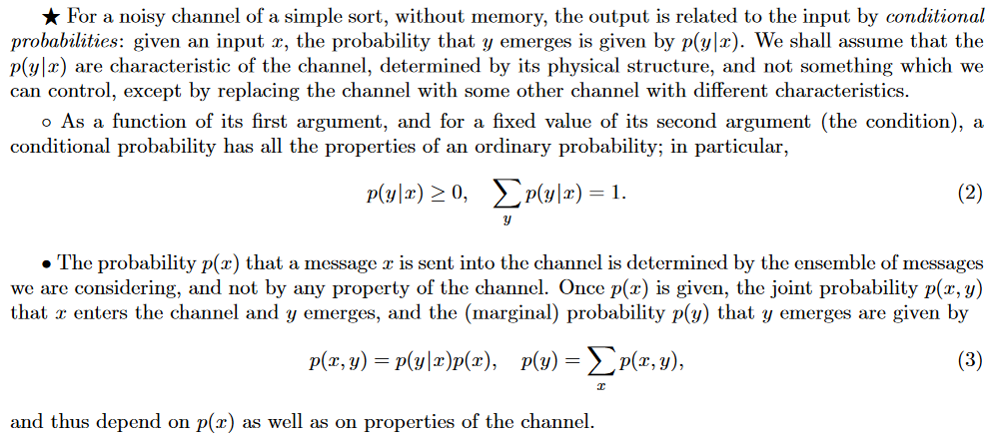 ★ For a noisy channel of a simple sort, without memory, the output is related to the input by conditional
probabilities: given an input x, the probability that y emerges is given by p(y|x). We shall assume that the
p(y|x) are characteristic of the channel, determined by its physical structure, and not something which we
can control, except by replacing the channel with some other channel with different characteristics.
◦ As a function of its first argument, and for a fixed value of its second argument (the condition), a
conditional probability has all the properties of an ordinary probability; in particular,
p(y|x) ≥ 0, ∑_y p(y|x) = 1. (2)
• The probability p(x) that a message x is sent into the channel is determined by the ensemble of messages
we are considering, and not by any property of the channel. Once p(x) is given, the joint probability p(x, y)
that x enters the channel and y emerges, and the (marginal) probability p(y) that y emerges are given by
p(x, y) = p(y|x)p(x), p(y) = ∑_x p(x, y), (3)
and thus depend on p(x) as well as on properties of the channel.